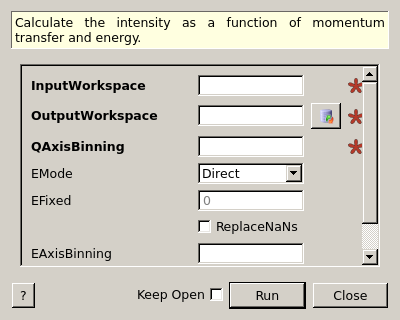 Calculate the intensity as a function of momentum
transfer and energy.
InputWorkspace
OutputWorkspace
QAxisBinning
EMode Direct
EFixed 0
ReplaceNaNs
EAxisBinning
? Keep Open Run Close